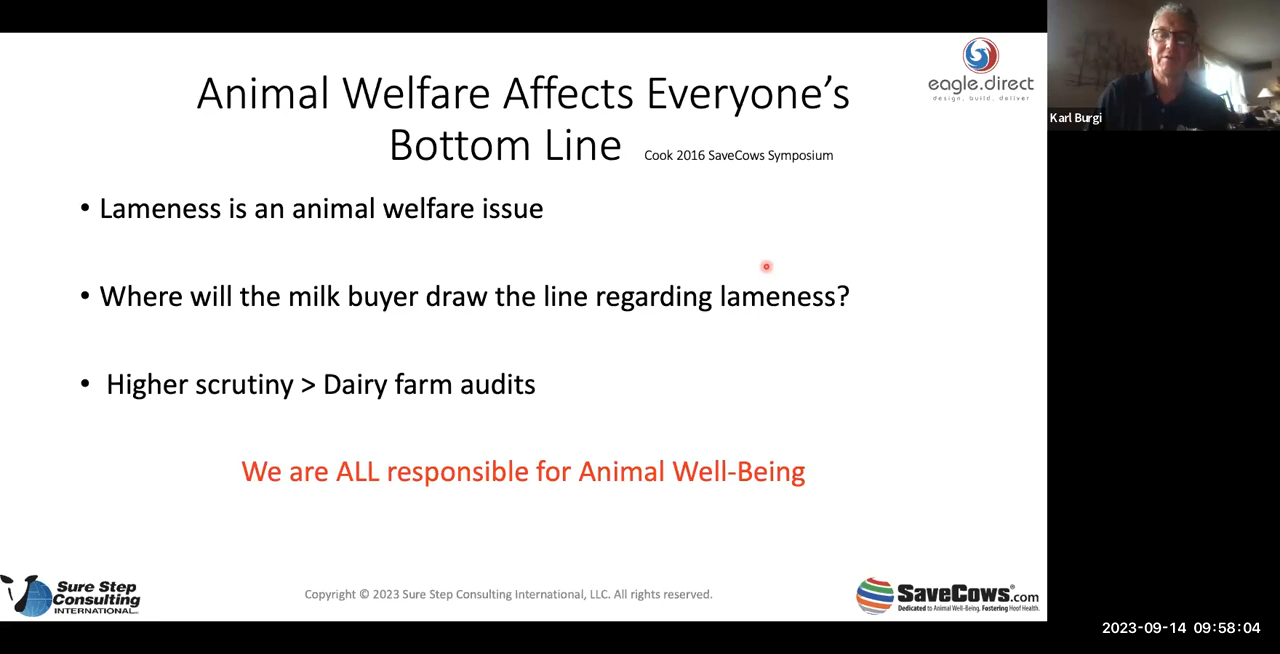 Animal Welfare Affects Everyone's
Bottom Line Cook 2016 SaveCows Symposium
eagle.direct
design. build. deliver
Karl Burgi
• Lameness is an animal welfare issue
• Where will the milk buyer draw the line regarding lameness?
• Higher scrutiny > Dairy farm audits
We are ALL responsible for Animal Well-Being
Sure Step
Consulting
INTERNATIONAL
Copyright © 2023 Sure Step Consulting International, LLC. All rights reserved.
SaveCows®.com
Dedicated to Animal Well-Being. Fostering Hoof Health.
2023-09-14 09:58:04